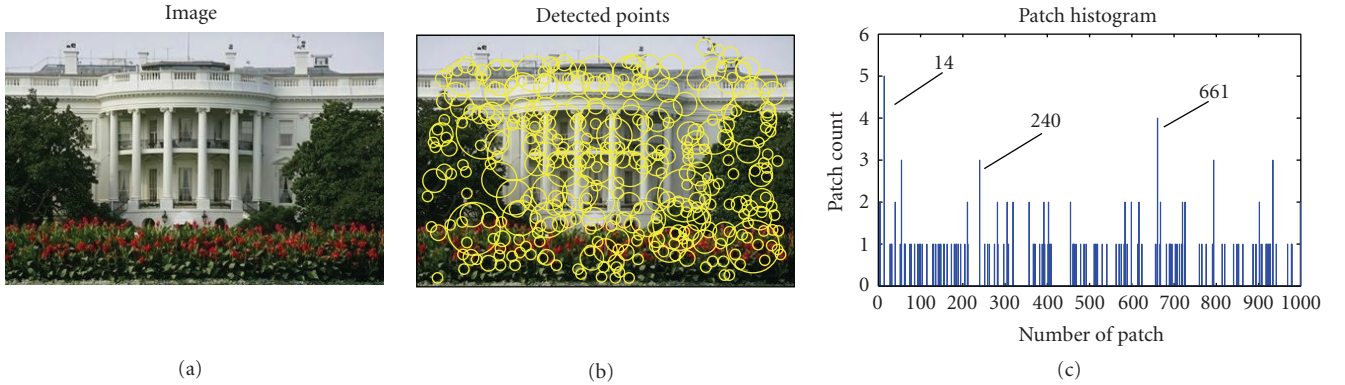 Image
Detected points
Patch histogram
6
5
4
3
2
1
0
Patch count
14
240
661
0 100 200 300 400 500 600 700 800 900 1000
Number of patch
(a)
(b)
(c)